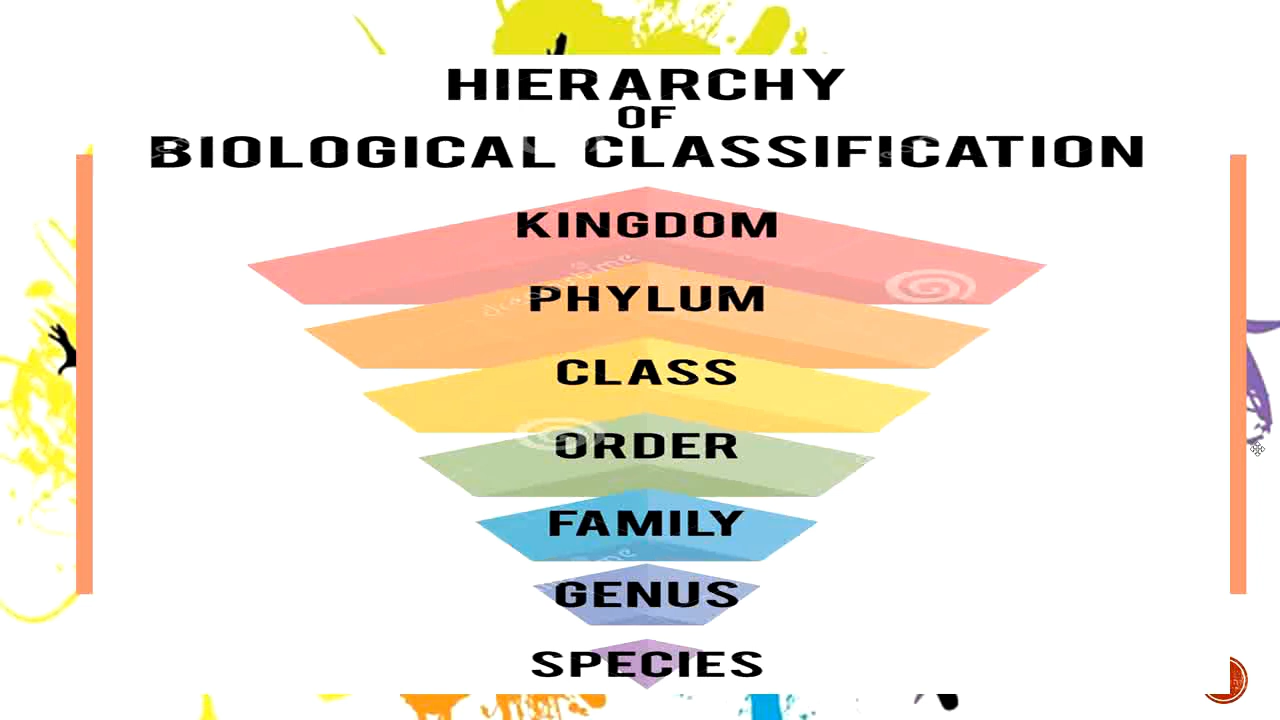 HIERARCHY
OF
BIOLOGICAL CLASSIFICATION
KINGDOM
PHYLUM
CLASS
ORDER
FAMILY
GENUS
SPECIES